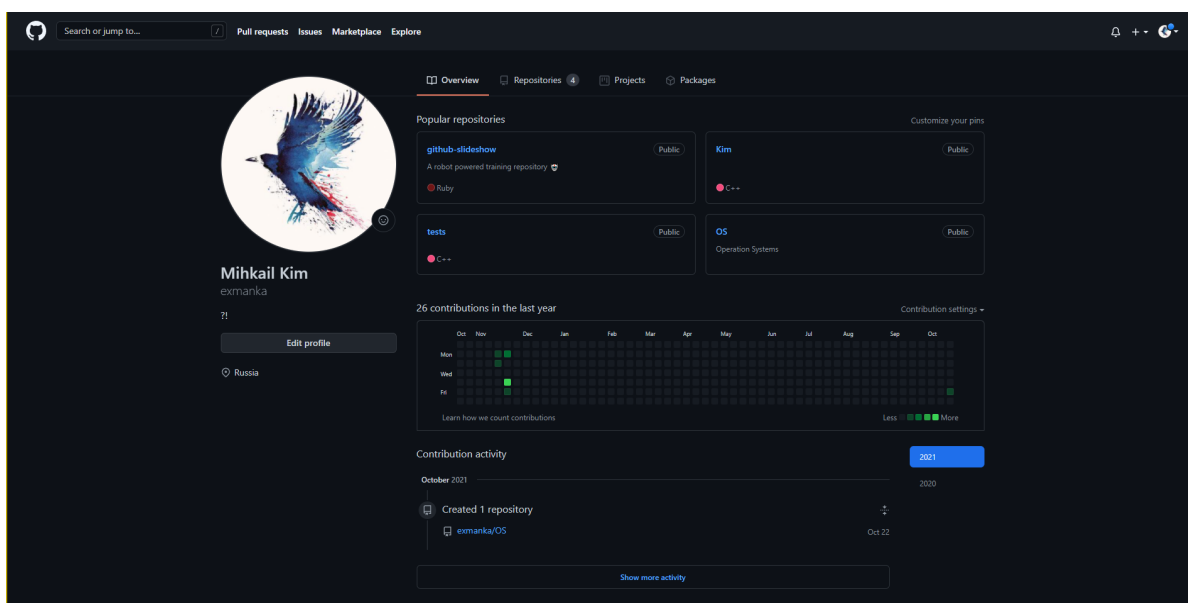 Search or jump to... / Pull requests Issues Marketplace Explore
Overview Repositories 4 Projects Packages
Mihkail Kim
exmanka
?!
Edit profile
Russia
Popular repositories Customize your pins
github-slideshow Public
A robot powered training repository
Ruby
Kim Public
C++
tests Public
C++
OS Public
Operation Systems
26 contributions in the last year Contribution settings
Oct Nov Dec Jan Feb Mar Apr May Jun Jul Aug Sep Oct
Mon
Wed
Fri
Learn how we count contributions Less More
Contribution activity
2021
2020
October 2021
Created 1 repository
exmanka/OS Oct 22
Show more activity